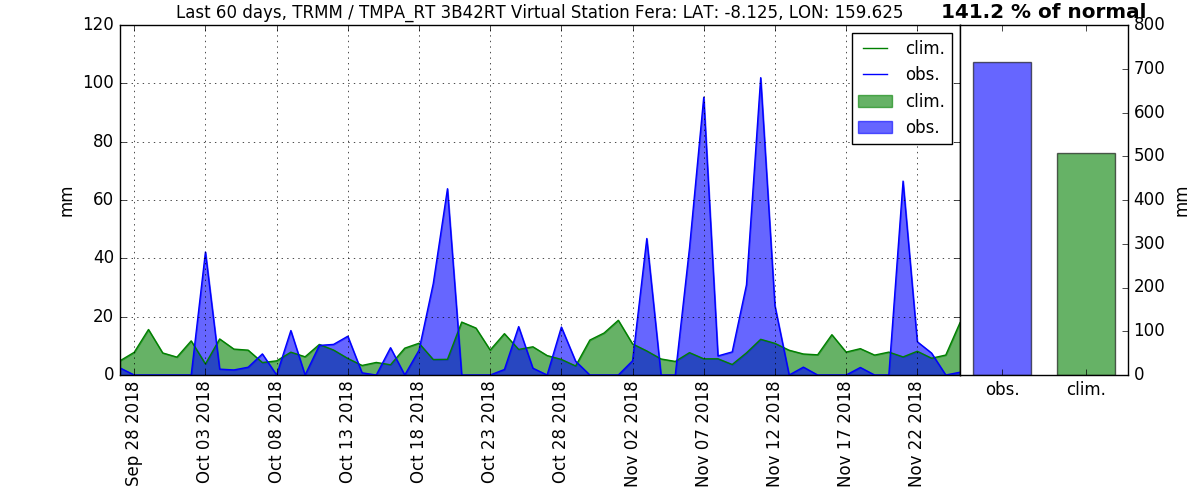 Last 60 days, TRMM / TMPA_RT 3B42RT Virtual Station Fera: LAT: -8.125, LON: 159.625
141.2 % of normal
120
100
80
60
40
20
0
mm
clim.
obs.
clim.
obs.
Sep 28 2018
Oct 03 2018
Oct 08 2018
Oct 13 2018
Oct 18 2018
Oct 23 2018
Oct 28 2018
Nov 02 2018
Nov 07 2018
Nov 12 2018
Nov 17 2018
Nov 22 2018
800
700
600
500
400
300
200
100
0
mm
obs.
clim.